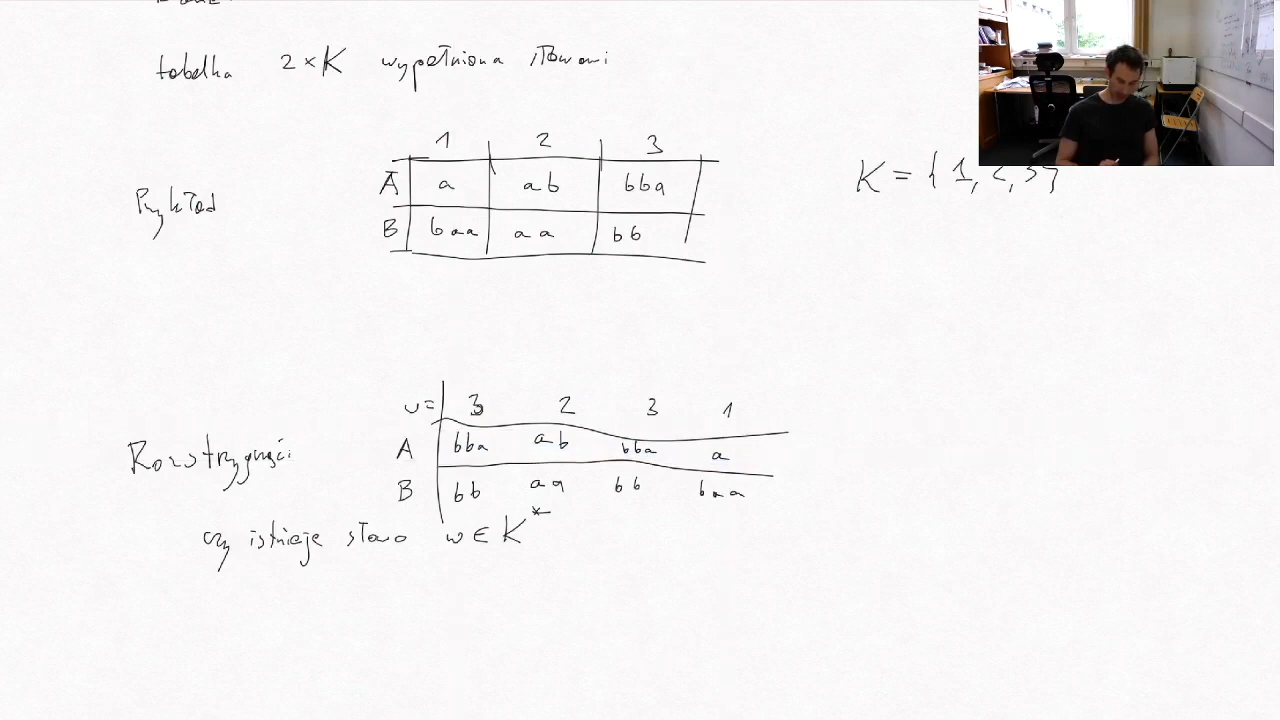 tabelka 2 × K wypełniona słowami
1 2 3
K = { 1, 2, 3 }
Przykład
A a ab bba
B baa aa bb
w = 3 2 3 1
Rozstrzygnąć:
A bba ab bba a
B bb aa bb baa
czy istnieje słowo w ∈ K*